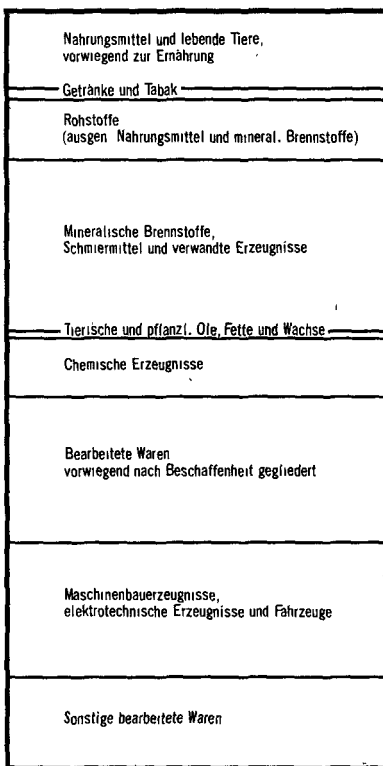 Nahrungsmittel und lebende Tiere,
vorwiegend zur Ernährung
Getränke und Tabak
Rohstoffe
(ausgen Nahrungsmittel und mineral. Brennstoffe)
Mineralische Brennstoffe,
Schmiermittel und verwandte Erzeugnisse
Tierische und pflanzl. Öle, Fette und Wachse
Chemische Erzeugnisse
Bearbeitete Waren
vorwiegend nach Beschaffenheit gegliedert
Maschinenbauerzeugnisse,
elektrotechnische Erzeugnisse und Fahrzeuge
Sonstige bearbeitete Waren